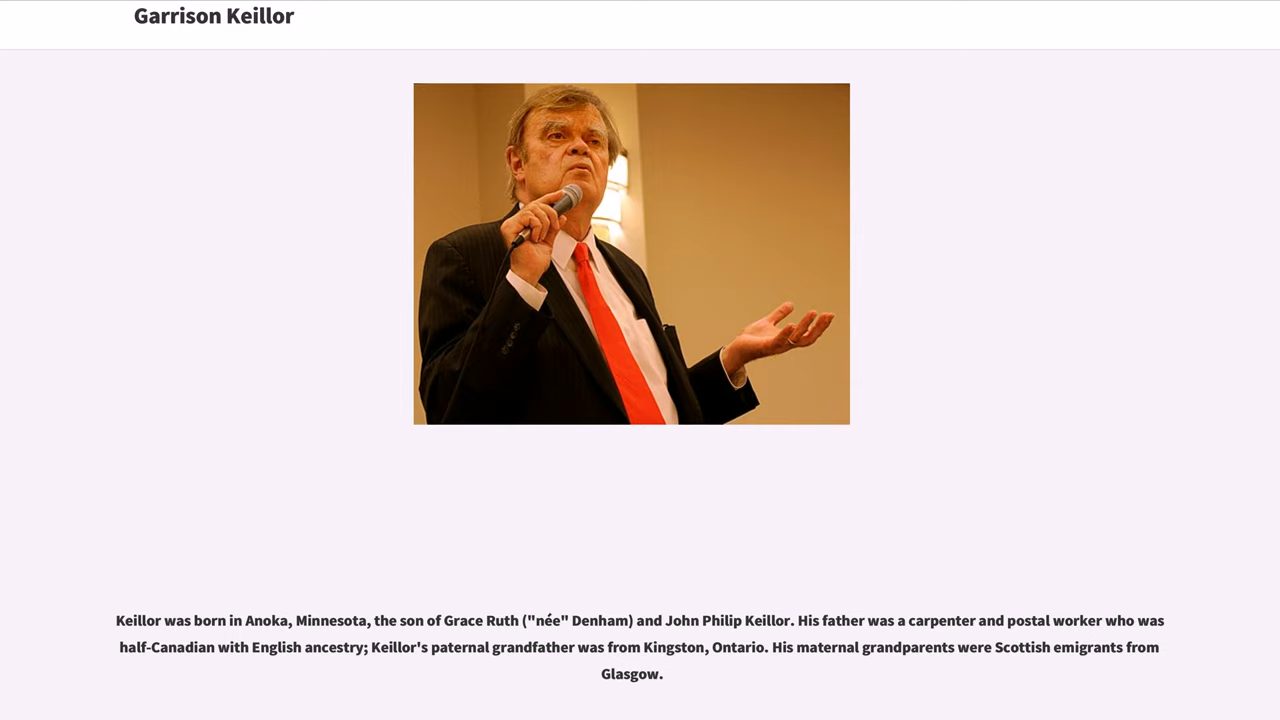 Garrison Keillor
Keillor was born in Anoka, Minnesota, the son of Grace Ruth ("née" Denham) and John Philip Keillor. His father was a carpenter and postal worker who was
half-Canadian with English ancestry; Keillor's paternal grandfather was from Kingston, Ontario. His maternal grandparents were Scottish emigrants from
Glasgow.